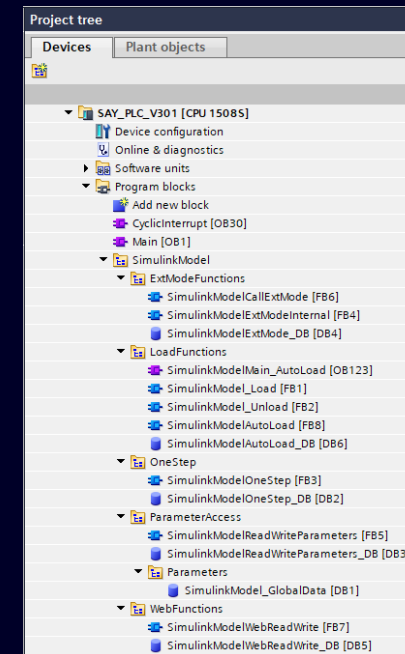 Project tree
Devices
Plant objects
SAY_PLC_V301 [CPU 1508S]
Device configuration
Online & diagnostics
Software units
Program blocks
Add new block
CyclicInterrupt [OB30]
Main [OB1]
SimulinkModel
ExtModeFunctions
SimulinkModelCallExtMode [FB6]
SimulinkModelExtModeInternal [FB4]
SimulinkModelExtMode_DB [DB4]
LoadFunctions
SimulinkModelMain_AutoLoad [OB123]
SimulinkModel_Load [FB1]
SimulinkModel_Unload [FB2]
SimulinkModelAutoLoad [FB8]
SimulinkModelAutoLoad_DB [DB6]
OneStep
SimulinkModelOneStep [FB3]
SimulinkModelOneStep_DB [DB2]
ParameterAccess
SimulinkModelReadWriteParameters [FB5]
SimulinkModelReadWriteParameters_DB [DB3
Parameters
SimulinkModel_GlobalData [DB1]
WebFunctions
SimulinkModelWebReadWrite [FB7]
SimulinkModelWebReadWrite_DB [DB5]